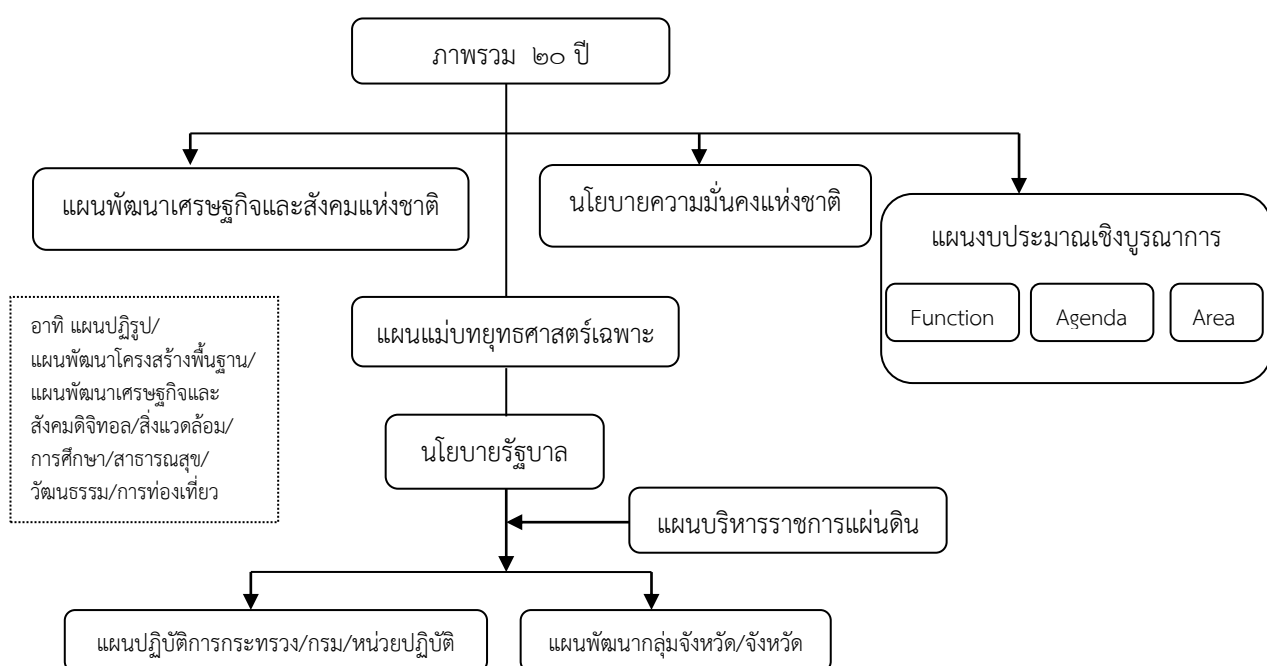 ภาพรวม ๒๐ ปี
แผนพัฒนาเศรษฐกิจและสังคมแห่งชาติ
นโยบายความมั่นคงแห่งชาติ
แผนงบประมาณเชิงบูรณาการ
Function
Agenda
Area
อาทิ แผนปฏิรูป/
แผนพัฒนาโครงสร้างพื้นฐาน/
แผนพัฒนาเศรษฐกิจและ
สังคมดิจิทอล/สิ่งแวดล้อม/
การศึกษา/สาธารณสุข/
วัฒนธรรม/การท่องเที่ยว
แผนแม่บทยุทธศาสตร์เฉพาะ
นโยบายรัฐบาล
แผนบริหารราชการแผ่นดิน
แผนปฏิบัติการกระทรวง/กรม/หน่วยปฏิบัติ
แผนพัฒนากลุ่มจังหวัด/จังหวัด